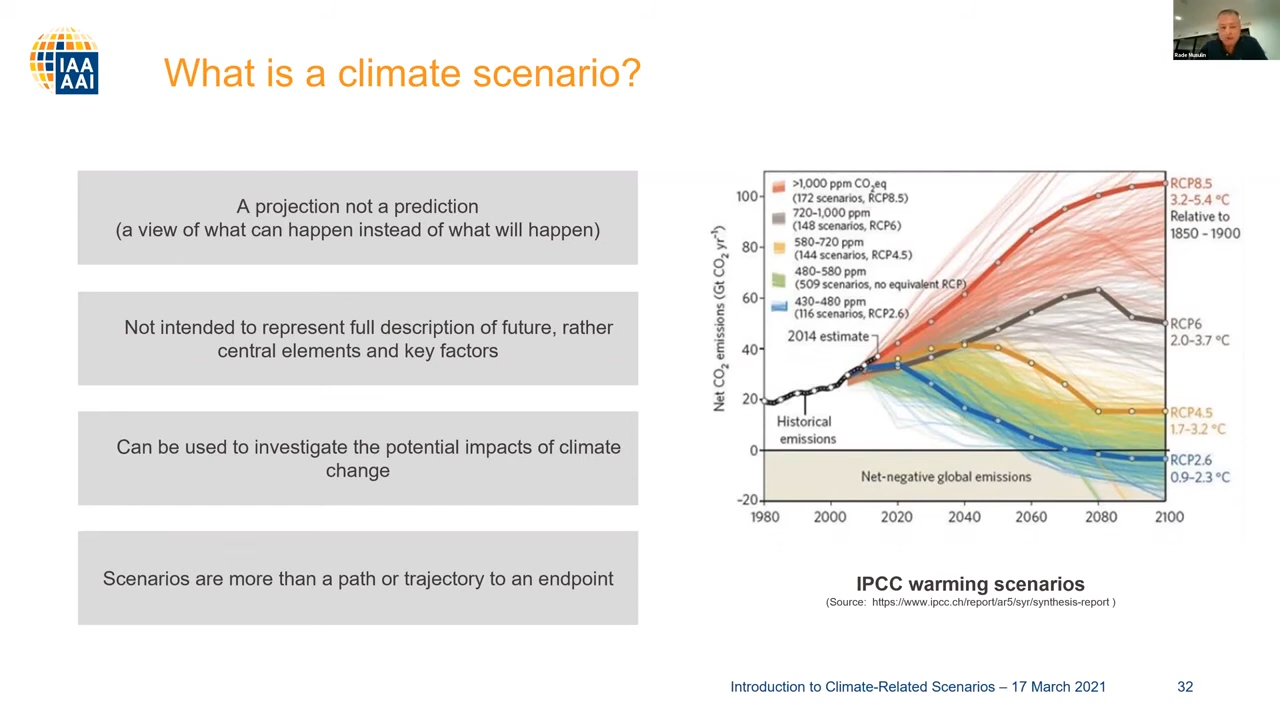 IAA
AAI
What is a climate scenario?
Rade Musulin
A projection not a prediction
(a view of what can happen instead of what will happen)
Not intended to represent full description of future, rather
central elements and key factors
Can be used to investigate the potential impacts of climate
change
Scenarios are more than a path or trajectory to an endpoint
Net CO2 emissions (Gt CO2 yr⁻¹)
100
80
60
40
20
0
-20
>1,000 ppm CO2eq
(172 scenarios, RCP8.5)
720–1,000 ppm
(148 scenarios, RCP6)
580–720 ppm
(144 scenarios, RCP4.5)
480–580 ppm
(509 scenarios, no equivalent RCP)
430–480 ppm
(116 scenarios, RCP2.6)
2014 estimate
Historical
emissions
Net-negative global emissions
RCP8.5
3.2–5.4 °C
Relative to
1850 – 1900
RCP6
2.0–3.7 °C
RCP4.5
1.7–3.2 °C
RCP2.6
0.9–2.3 °C
1980
2000
2020
2040
2060
2080
2100
IPCC warming scenarios
(Source: https://www.ipcc.ch/report/ar5/syr/synthesis-report )
Introduction to Climate-Related Scenarios – 17 March 2021
32